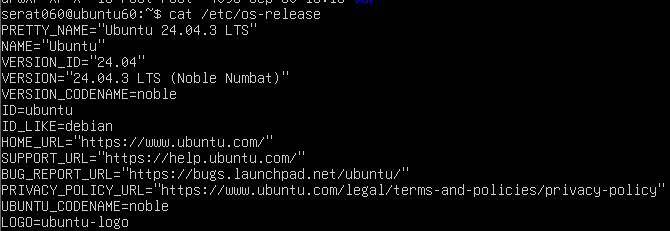 serat060@ubuntu60:~$ cat /etc/os-release
PRETTY_NAME="Ubuntu 24.04.3 LTS"
NAME="Ubuntu"
VERSION_ID="24.04"
VERSION="24.04.3 LTS (Noble Numbat)"
VERSION_CODENAME=noble
ID=ubuntu
ID_LIKE=debian
HOME_URL="https://www.ubuntu.com/"
SUPPORT_URL="https://help.ubuntu.com/"
BUG_REPORT_URL="https://bugs.launchpad.net/ubuntu/"
PRIVACY_POLICY_URL="https://www.ubuntu.com/legal/terms-and-policies/privacy-policy"
UBUNTU_CODENAME=noble
LOGO=ubuntu-logo